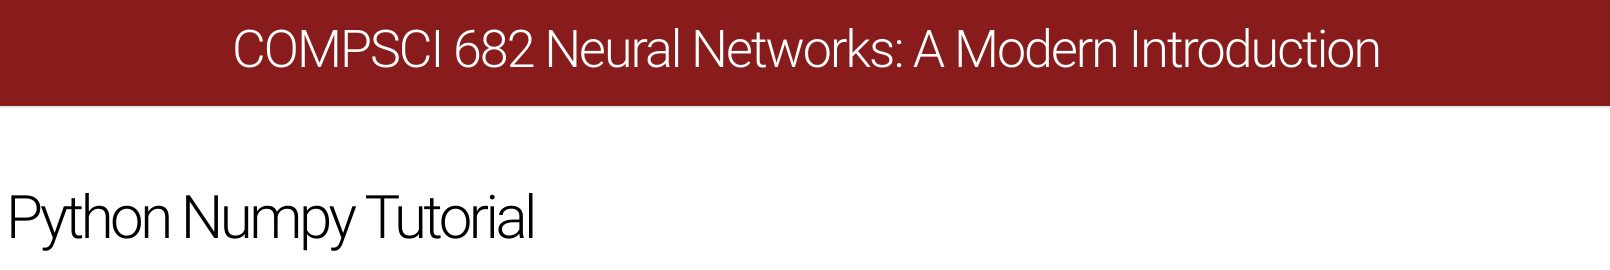 COMPSCI 682 Neural Networks: A Modern Introduction
Python Numpy Tutorial